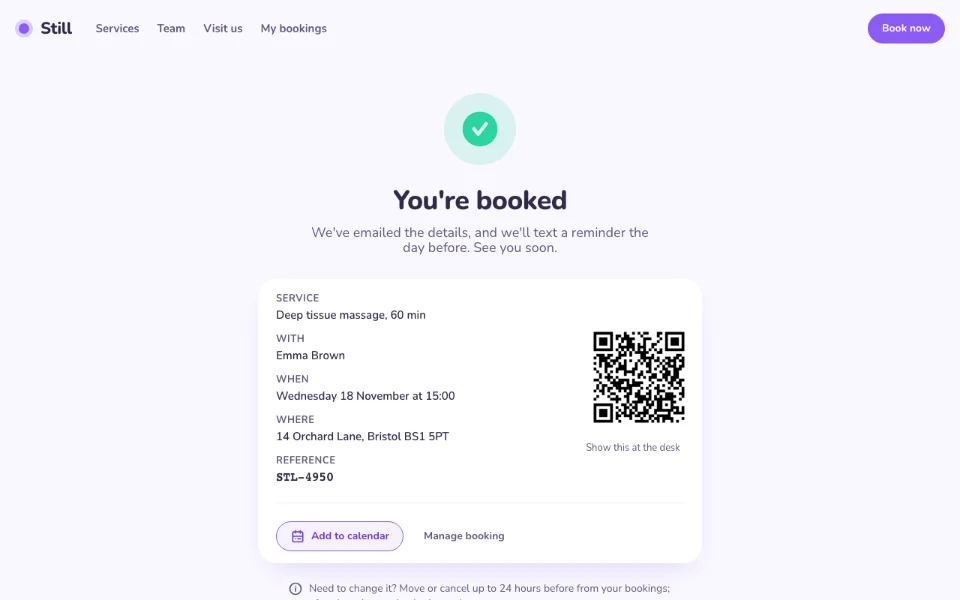 Still
Services
Team
Visit us
My bookings
Book now
You're booked
We've emailed the details, and we'll text a reminder the
day before. See you soon.
SERVICE
Deep tissue massage, 60 min
WITH
Emma Brown
WHEN
Wednesday 18 November at 15:00
WHERE
14 Orchard Lane, Bristol BS1 5PT
REFERENCE
STL-4950
Show this at the desk
Add to calendar
Manage booking
Need to change it? Move or cancel up to 24 hours before from your bookings;